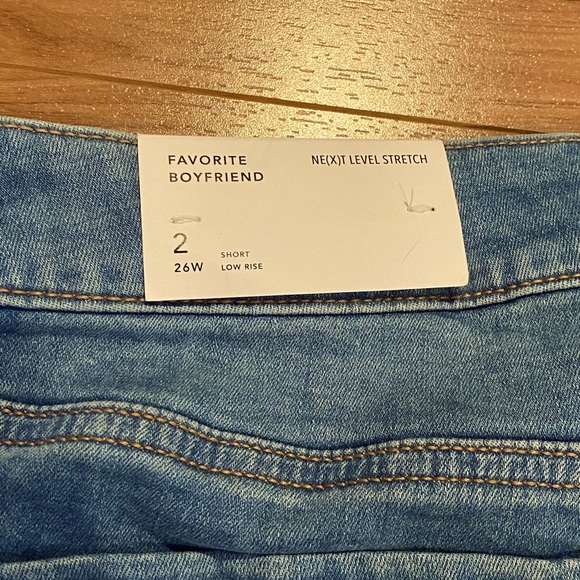 FAVORITE
BOYFRIEND
NE(X)T LEVEL STRETCH
2
SHORT
26W
LOW RISE